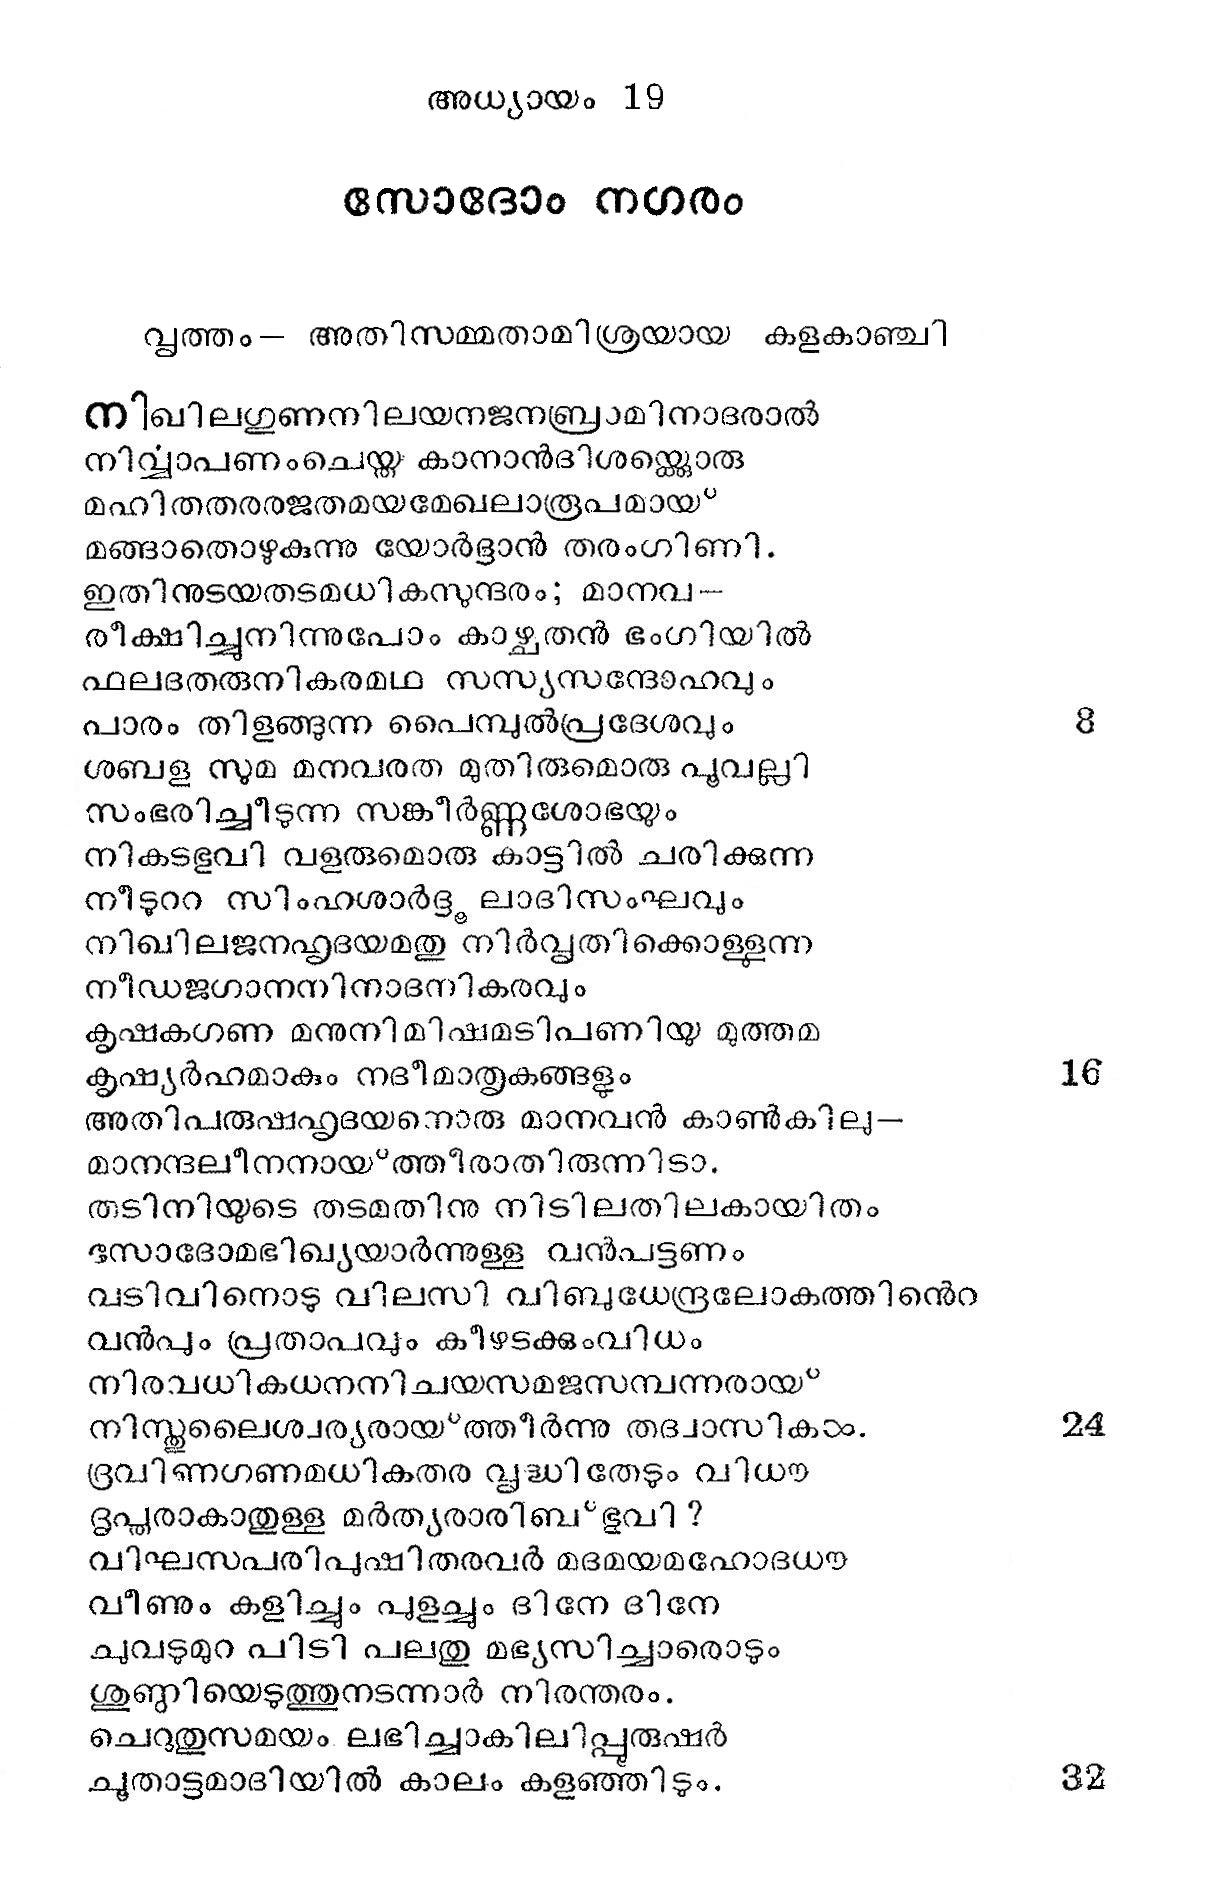 അധ്യായം 19
സോദോം നഗരം
വൃത്തം— അതിസമ്മതാമിശ്രയായ കളകാഞ്ചി
നിഖിലഗുണനിലയനജനബ്രാമിനാദരാൽ
നിർവ്വാപണംചെയ്തു കാനാൻദിശയ്ക്കൊരു
മഹിതതരരജതമയമേഖലാരൂപമായ്
മങ്ങാതൊഴുകുന്നു യോർദ്ദാൻ തരംഗിണി.
ഇതിനുടയതടമധികസുന്ദരം; മാനവ—
രീക്ഷിച്ചുനിന്നുപോം കാഴ്ചതൻ ഭംഗിയിൽ
ഫലദതരുനികരമഥ സസ്യസന്ദോഹവും
പാരം തിളങ്ങുന്ന പൈമ്പുൽപ്രദേശവും 8
ശബള സുമ മനവരത മുതിരുമൊരു പൂവല്ലി
സംഭരിച്ചീടുന്ന സങ്കീർണ്ണശോഭയും
നികടഭുവി വളരുമൊരു കാട്ടിൽ ചരിക്കുന്ന
നീടുററ സിംഹശാർദ്ദൂലാദിസംഘവും
നിഖിലജനഹൃദയമതു നിർവൃതിക്കൊള്ളുന്ന
നീഡജഗാനനിനാദനികരവും
കൃഷകഗണ മനുനിമിഷമടിപണിയു മുത്തമ
കൃഷ്യർഹമാകും നദീമാതൃകങ്ങളും 16
അതിപരുഷഹൃദയനൊരു മാനവൻ കാൺകിലു—
മാനന്ദലീനനായ്ത്തീരാതിരുന്നിടാ.
തടിനിയുടെ തടമതിനു നിടിലതിലകായിതം
സോദോമഭിഖ്യയാർന്നുള്ള വൻപട്ടണം
വടിവിനൊടു വിലസി വിബുധേന്ദ്രലോകത്തിൻെറ
വൻപും പ്രതാപവും കീഴടക്കുംവിധം
നിരവധികധനനിചയസമജസമ്പന്നരായ്
നിസ്തുലൈശ്വര്യരായ്ത്തീർന്നു തദ്വാസികൾ. 24
ദ്രവിണഗണമധികതര വൃദ്ധിതേടും വിധൗ
ദൃപ്തരാകാതുള്ള മർത്യരാരിബ്ഭുവി ?
വിഘസപരിപുഷിതരവർ മദമയമഹോദധൗ
വീണും കളിച്ചും പുളച്ചും ദിനേ ദിനേ
ചുവടുമുറ പിടി പലതു മഭ്യസിച്ചാരൊടും
ശുണ്ഠിയെടുത്തുനടന്നാർ നിരന്തരം.
ചെറുതുസമയം ലഭിച്ചാകിലിപ്പൂരുഷർ
ചൂതാട്ടമാദിയിൽ കാലം കളഞ്ഞിടും. 32